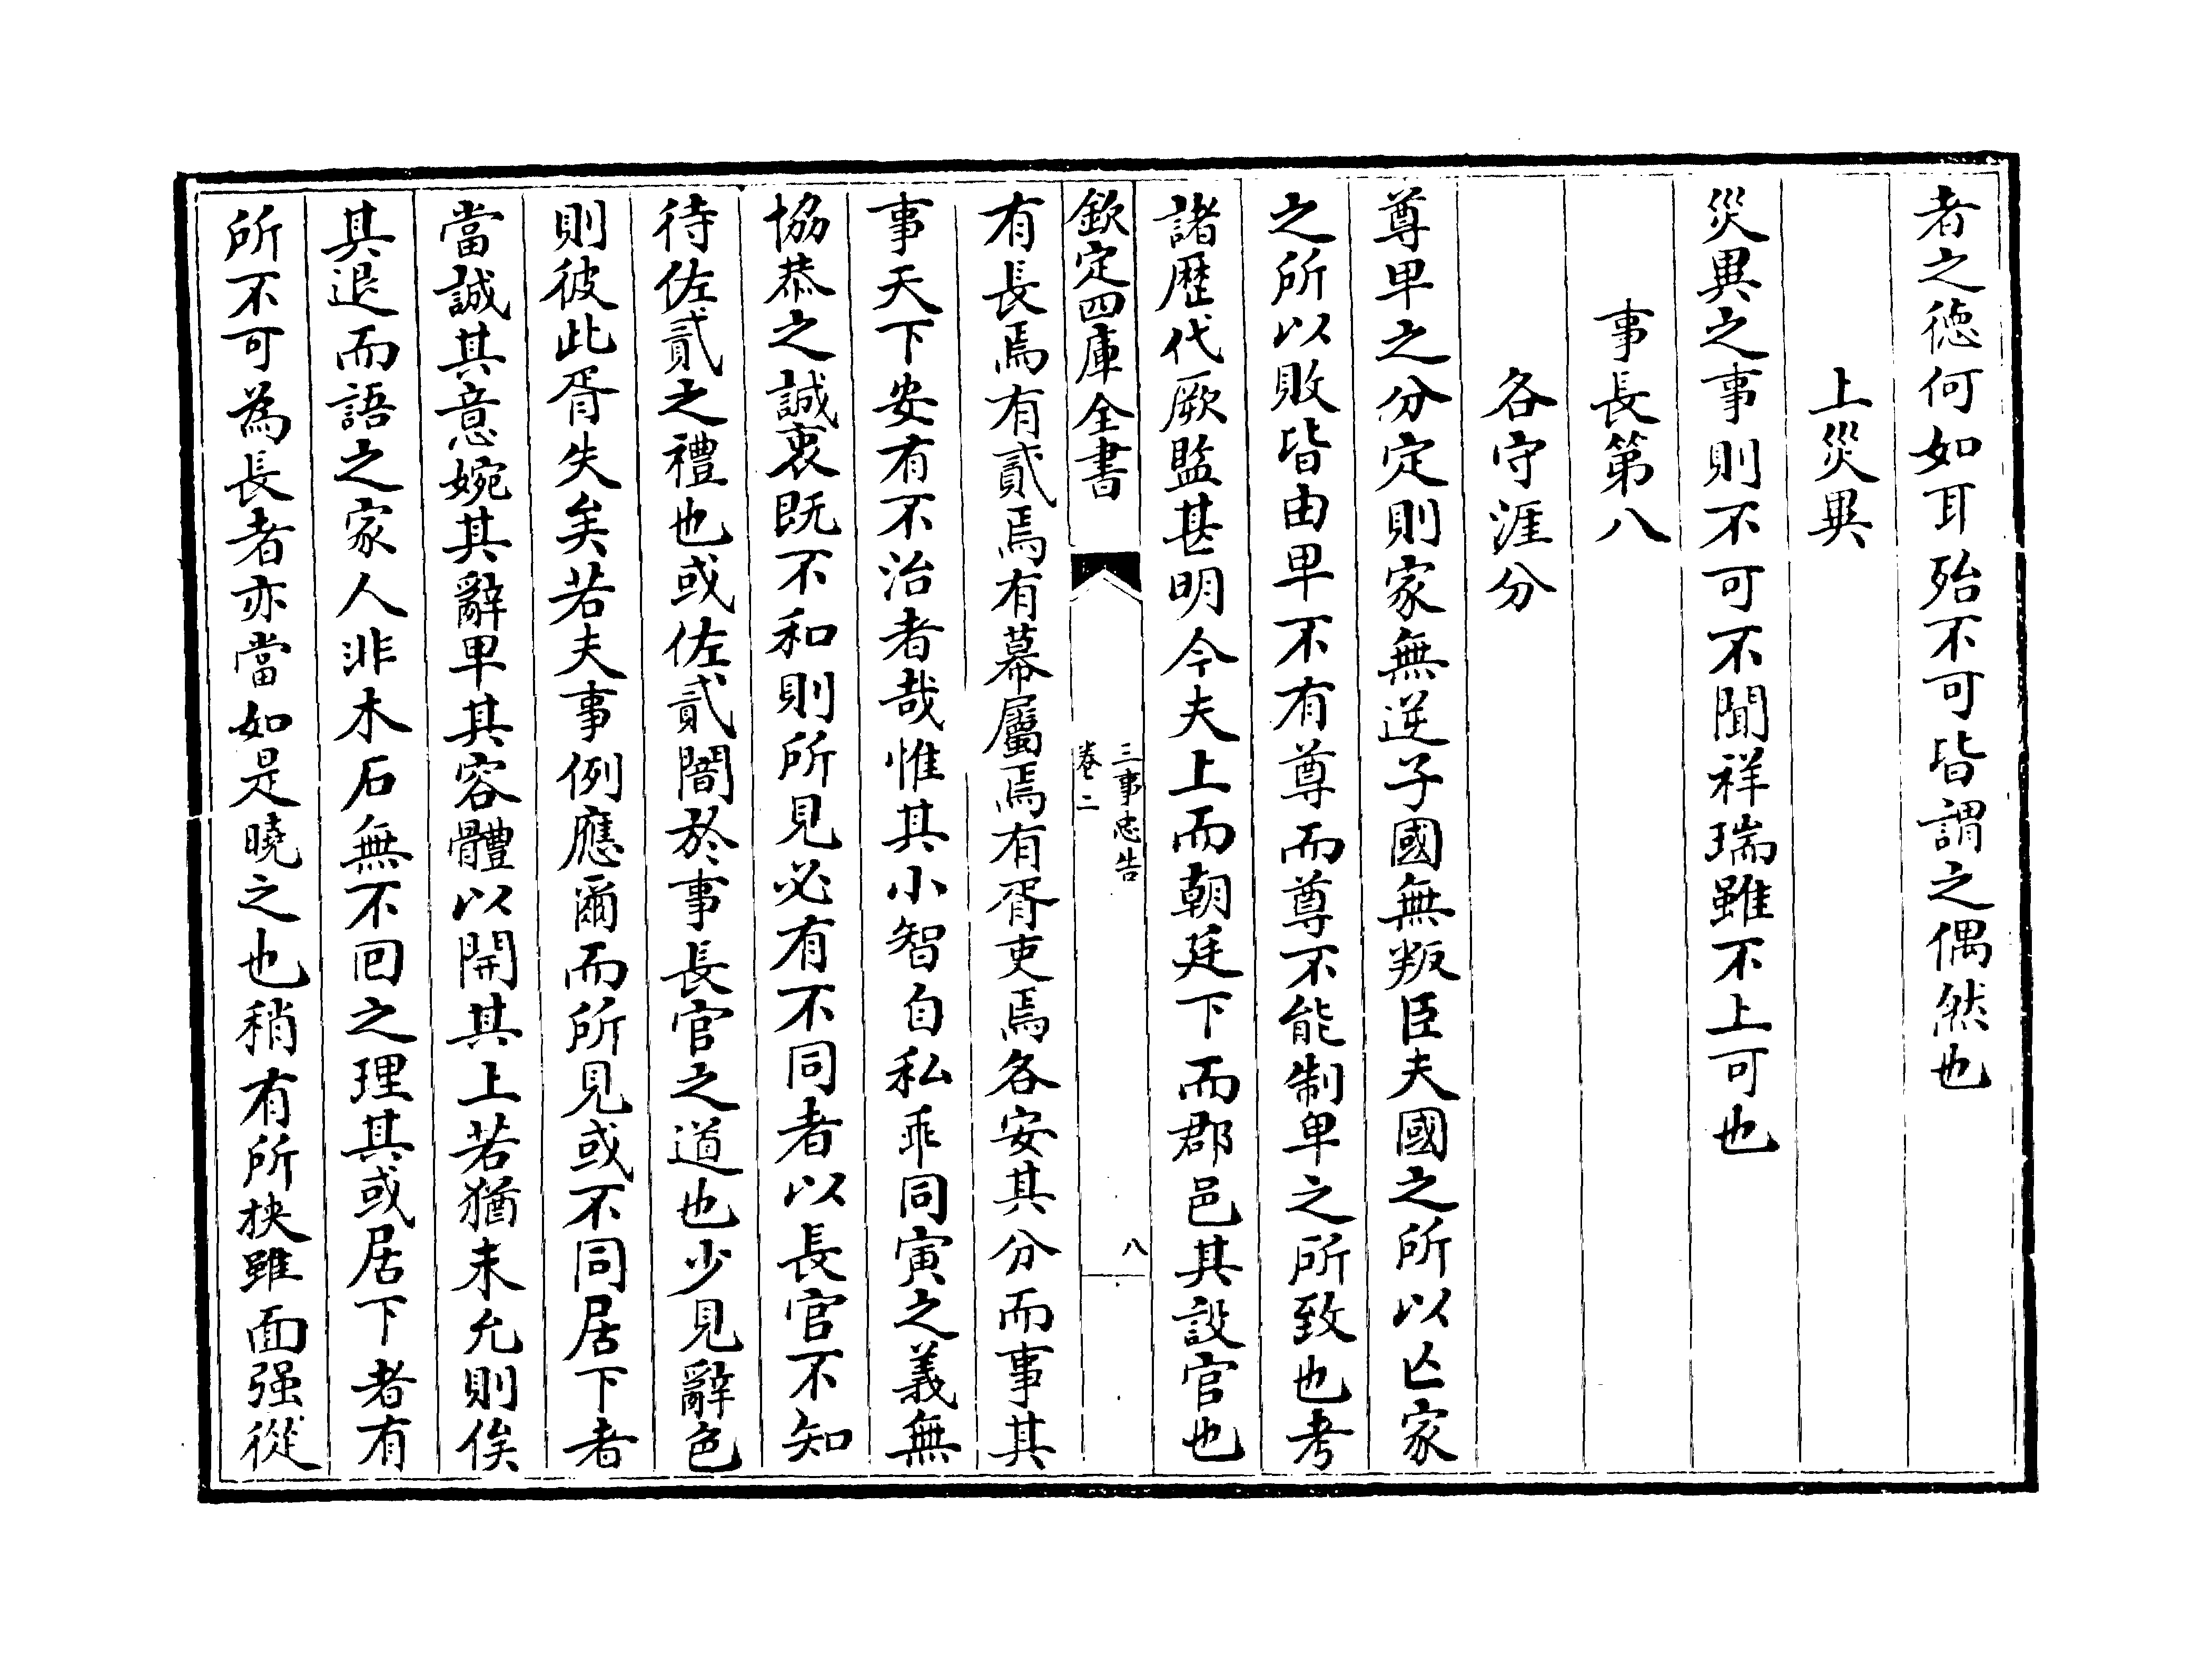 者之徳何如耳殆不可皆謂之偶然也
上災異
災異之事則不可不聞祥瑞雖不上可也
事長第八
各守涯分
尊卑之分定則家無逆子國無叛臣夫國之所以亡家
之所以敗皆由卑不有尊而尊不能制卑之所致也考
諸歴代厥監甚明今夫上而朝廷下而郡邑其設官也
欽定四庫全書
三事忠告
卷二
八
有長焉有貳焉有幕屬焉有胥吏焉各安其分而事其
事天下安有不治者哉惟其小智自私乖同寅之義無
協恭之誠衷既不和則所見必有不同者以長官不知
待佐貳之禮也或佐貳闇於事長官之道也少見辭色
則彼此胥失矣若夫事例應爾而所見或不同居下者
當誠其意婉其辭卑其容體以開其上若猶未允則俟
其退而語之家人非木石無不回之理其或居下者有
所不可為長者亦當如是曉之也稍有所挟雖面强從